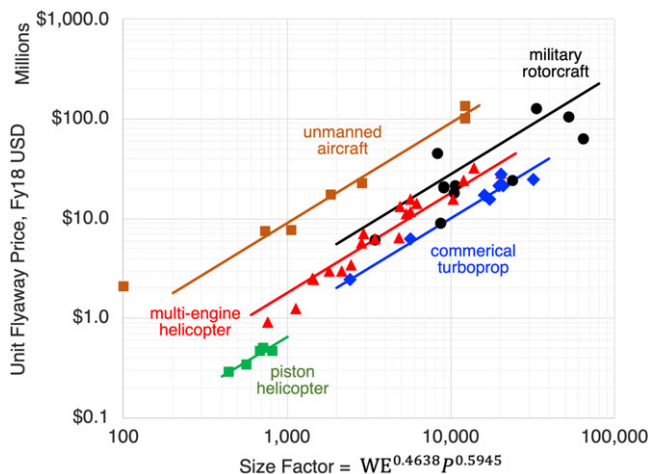 Unit Flyaway Price, Fy18 USD Millions
$1,000.0
$100.0
$10.0
$1.0
$0.1
military
rotorcraft
unmanned
aircraft
commerical
turboprop
multi-engine
helicopter
piston
helicopter
100
1,000
10,000
100,000
Size Factor = WE^0.4638 P^0.5945